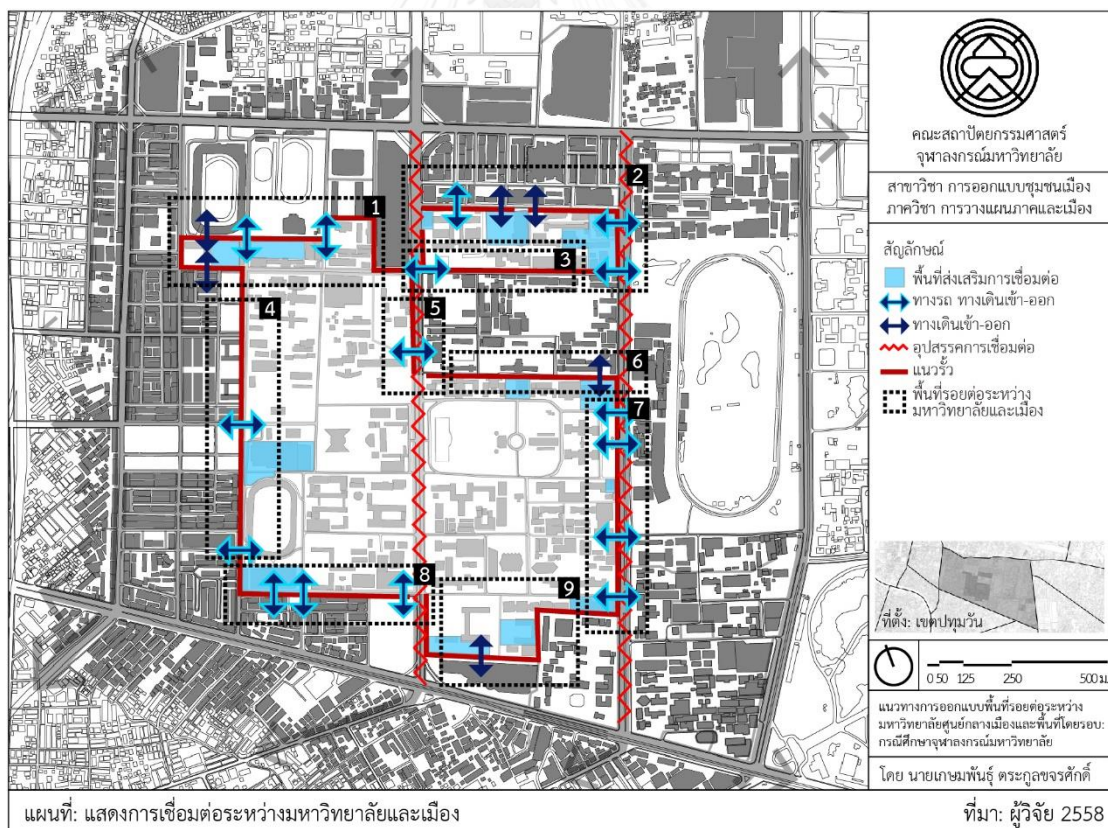 คณะสถาปัตยกรรมศาสตร์
จุฬาลงกรณ์มหาวิทยาลัย
สาขาวิชา การออกแบบชุมชนเมือง
ภาควิชา การวางแผนภาคและเมือง
สัญลักษณ์
พื้นที่ส่งเสริมการเชื่อมต่อ
ทางรถ ทางเดินเข้า-ออก
ทางเดินเข้า-ออก
อุปสรรคการเชื่อมต่อ
แนวรั้ว
พื้นที่รอยต่อระหว่าง
มหาวิทยาลัยและเมือง
1
2
3
4
5
6
7
8
9
ที่ตั้ง: เขตปทุมวัน
0 50 125 250 500 ม
แนวทางการออกแบบพื้นที่รอยต่อระหว่าง
มหาวิทยาลัยศูนย์กลางเมืองและพื้นที่โดยรอบ:
กรณีศึกษาจุฬาลงกรณ์มหาวิทยาลัย
โดย นายเกษมพันธุ์ ตระกูลขจรศักดิ์
แผนที่: แสดงการเชื่อมต่อระหว่างมหาวิทยาลัยและเมือง
ที่มา: ผู้วิจัย 2558